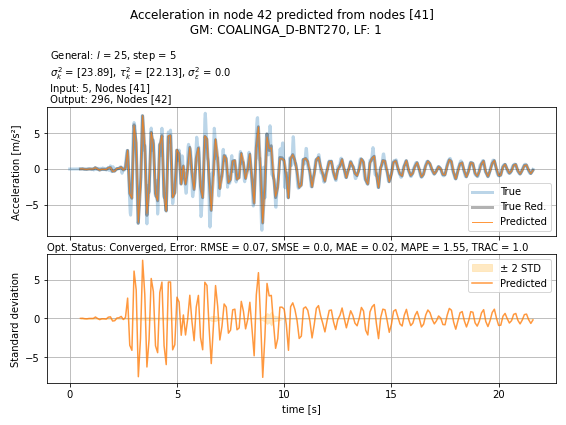 Acceleration in node 42 predicted from nodes [41]
GM: COALINGA_D-BNT270, LF: 1
General: l = 25, step = 5
σ²ₖ = [23.89], τ²ₖ = [22.13], σ²ε = 0.0
Input: 5, Nodes [41]
Output: 296, Nodes [42]
Acceleration [m/s²]
5
0
−5
True
True Red.
Predicted
Opt. Status: Converged, Error: RMSE = 0.07, SMSE = 0.0, MAE = 0.02, MAPE = 1.55, TRAC = 1.0
Standard deviation
5
0
−5
± 2 STD
Predicted
0 5 10 15 20
time [s]